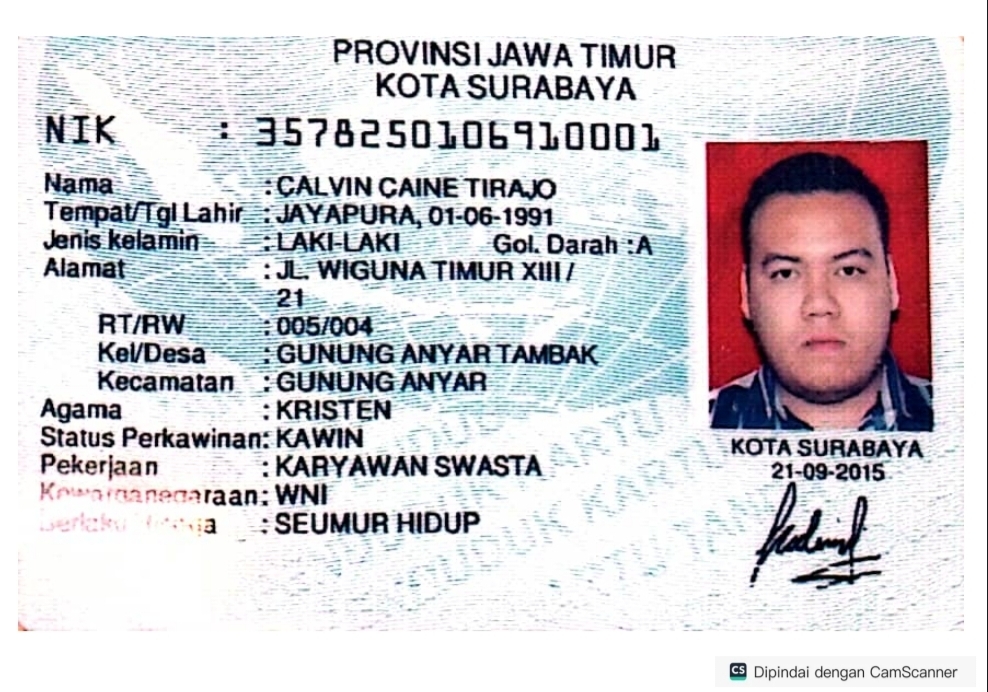 PROVINSI JAWA TIMUR
KOTA SURABAYA
NIK : 3578250106910001
Nama : CALVIN CAINE TIRAJO
Tempat/Tgl Lahir : JAYAPURA, 01-06-1991
Jenis kelamin : LAKI-LAKI Gol. Darah : A
Alamat : JL. WIGUNA TIMUR XIII /
21
RT/RW : 005/004
Kel/Desa : GUNUNG ANYAR TAMBAK
Kecamatan : GUNUNG ANYAR
Agama : KRISTEN
Status Perkawinan: KAWIN
Pekerjaan : KARYAWAN SWASTA
Kewarganegaraan: WNI
Berlaku Hingga : SEUMUR HIDUP
KOTA SURABAYA
21-09-2015
CS Dipindai dengan CamScanner